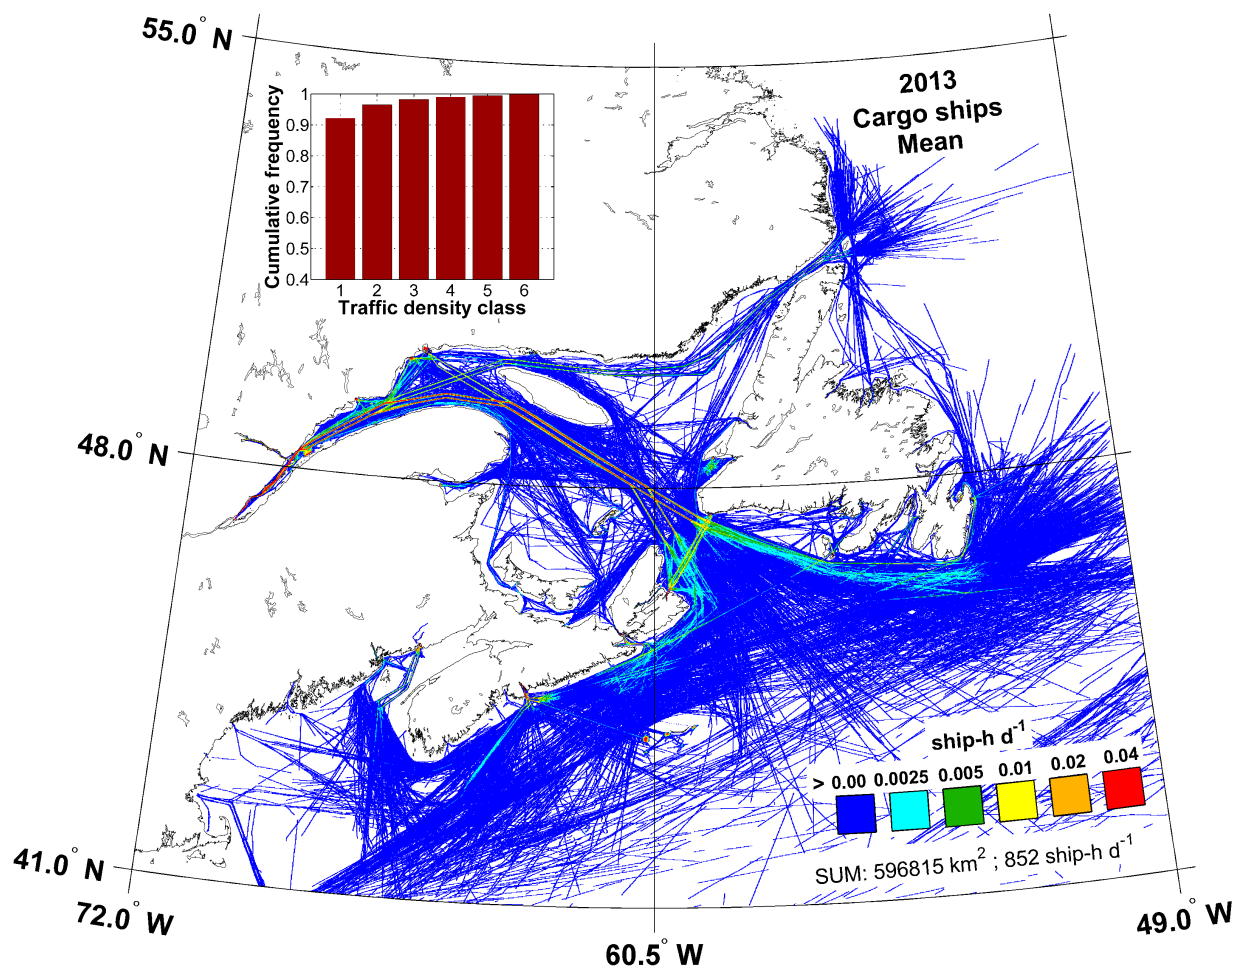 55.0° N
2013
Cargo ships
Mean
Cumulative frequency
1
0.9
0.8
0.7
0.6
0.5
0.4
1 2 3 4 5 6
Traffic density class
48.0° N
ship-h d-1
> 0.00 0.0025 0.005 0.01 0.02 0.04
SUM: 596815 km2 ; 852 ship-h d-1
41.0° N
72.0° W
60.5° W
49.0° W